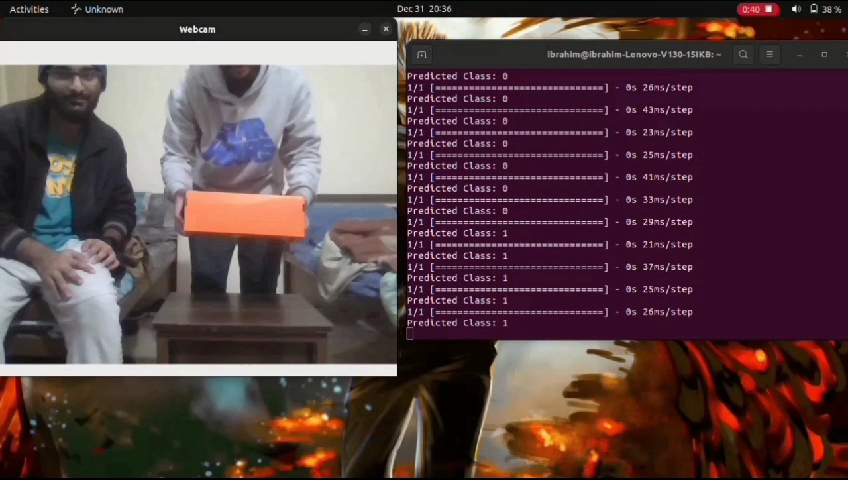 Activities
Unknown
Dec 31 20:36
0:40
38 %
Webcam
ibrahim@ibrahim-Lenovo-V130-15IKB: ~
Predicted Class: 0
1/1 [==============================] - 0s 26ms/step
Predicted Class: 0
1/1 [==============================] - 0s 43ms/step
Predicted Class: 0
1/1 [==============================] - 0s 23ms/step
Predicted Class: 0
1/1 [==============================] - 0s 25ms/step
Predicted Class: 0
1/1 [==============================] - 0s 41ms/step
Predicted Class: 0
1/1 [==============================] - 0s 33ms/step
Predicted Class: 0
1/1 [==============================] - 0s 29ms/step
Predicted Class: 1
1/1 [==============================] - 0s 21ms/step
Predicted Class: 1
1/1 [==============================] - 0s 37ms/step
Predicted Class: 1
1/1 [==============================] - 0s 25ms/step
Predicted Class: 1
1/1 [==============================] - 0s 26ms/step
Predicted Class: 1